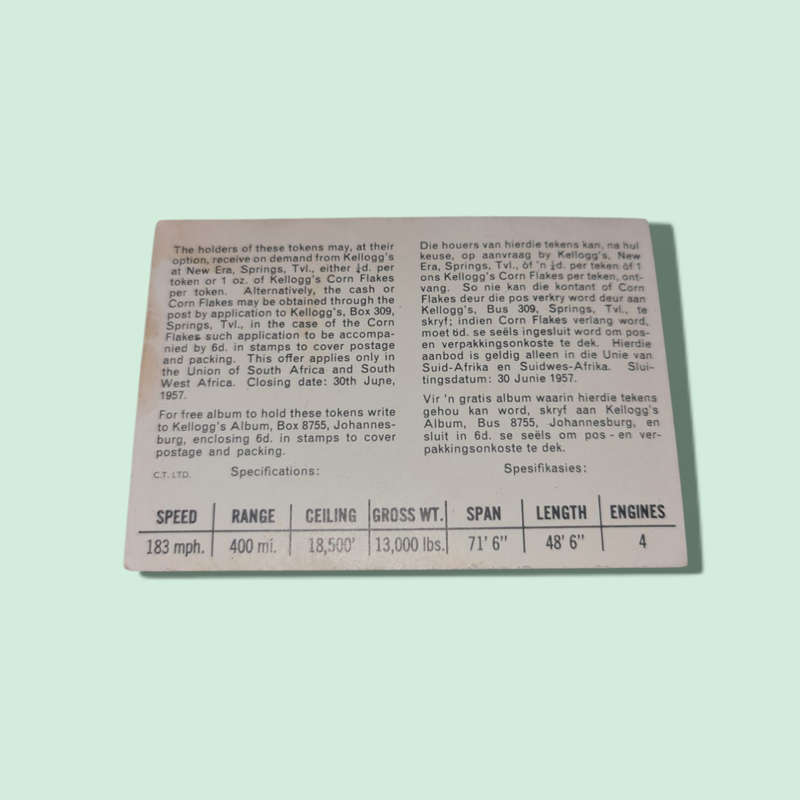 The holders of these tokens may, at their
option, receive on demand from Kellogg's
at New Era, Springs, Tvl., either ¼d. per
token or 1 oz. of Kellogg's Corn Flakes
per token. Alternatively, the cash or
Corn Flakes may be obtained through the
post by application to Kellogg's, Box 309,
Springs, Tvl., in the case of the Corn
Flakes such application to be accompa-
nied by 6d. in stamps to cover postage
and packing. This offer applies only in
the Union of South Africa and South
West Africa. Closing date: 30th June,
1957.
For free album to hold these tokens write
to Kellogg's Album, Box 8755, Johannes-
burg, enclosing 6d. in stamps to cover
postage and packing.
C.T. LTD.
Specifications:
Die houers van hierdie tekens kan, na hul
keuse, op aanvraag by Kellogg's, New
Era, Springs, Tvl., óf 'n ¼d. per teken óf 1
ons Kellogg's Corn Flakes per teken, ont-
vang. So nie kan die kontant of Corn
Flakes deur die pos verkry word deur aan
Kellogg's, Bus 309, Springs, Tvl., te
skryf; indien Corn Flakes verlang word,
moet 6d. se seëls ingesluit word om pos-
en verpakkingsonkoste te dek. Hierdie
aanbod is geldig alleen in die Unie van
Suid-Afrika en Suidwes-Afrika. Slui-
tingsdatum: 30 Junie 1957.
Vir 'n gratis album waarin hierdie tekens
gehou kan word, skryf aan Kellogg's
Album, Bus 8755, Johannesburg, en
sluit in 6d. se seëls om pos - en ver-
pakkingsonkoste te dek.
Spesifikasies:
SPEED RANGE CEILING GROSS WT. SPAN LENGTH ENGINES
183 mph. 400 mi. 18,500' 13,000 lbs. 71' 6" 48' 6" 4